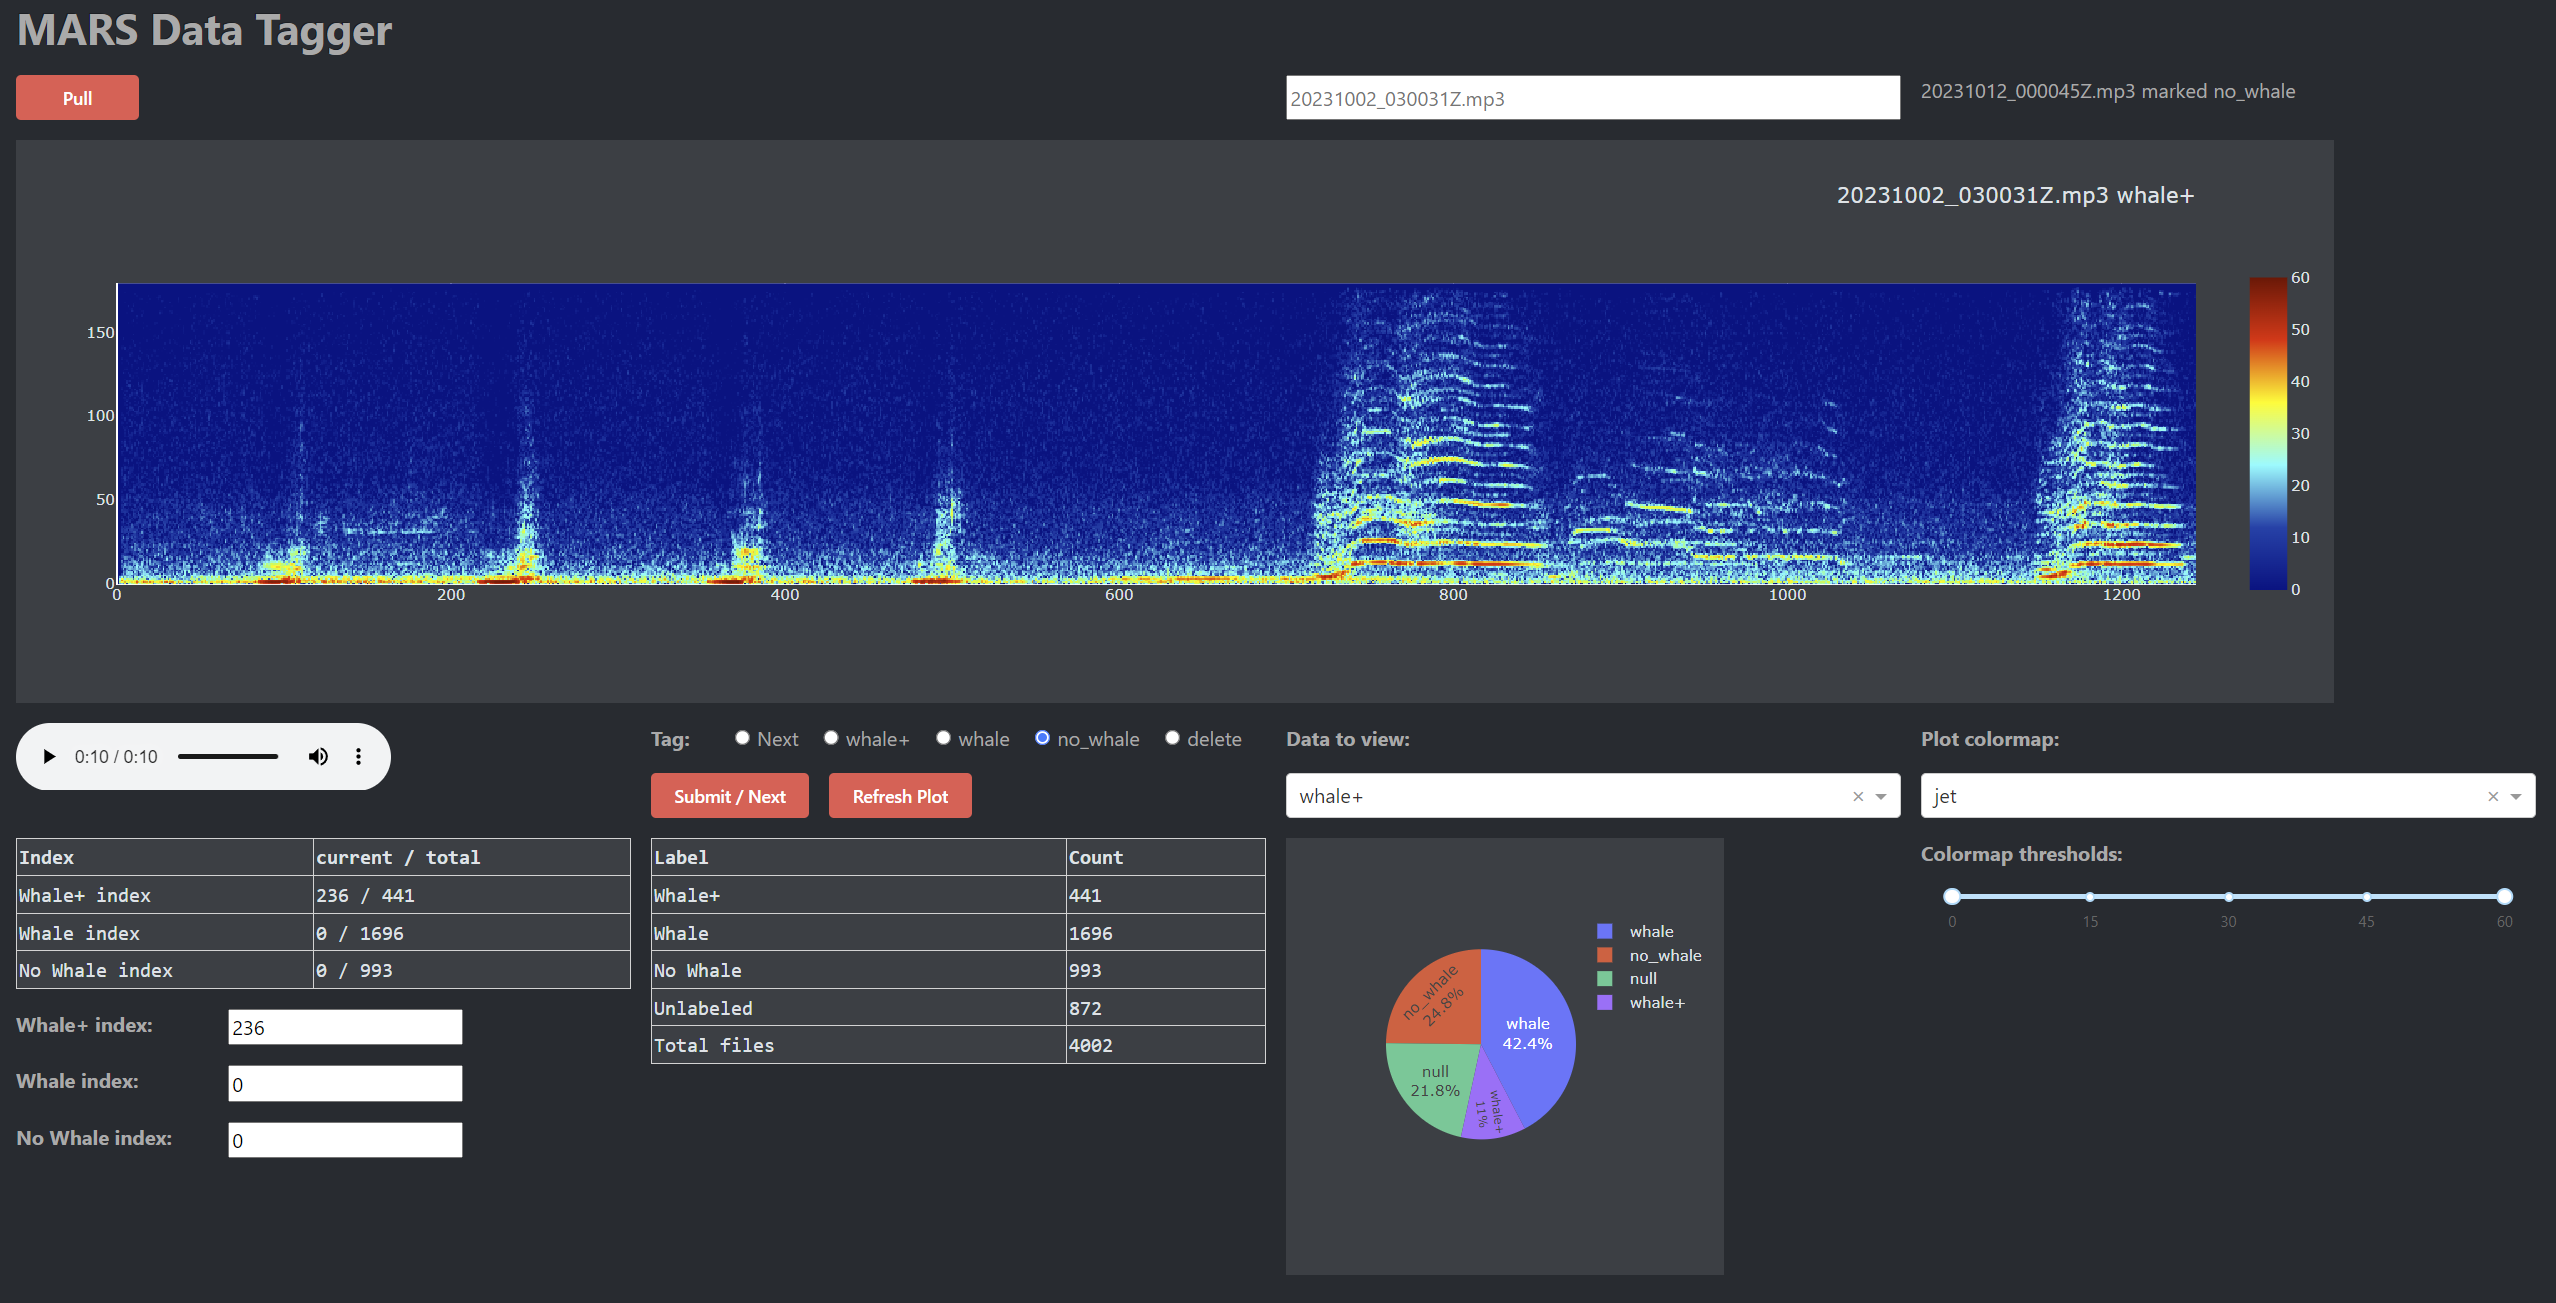 MARS Data Tagger
Pull
20231002_030031Z.mp3
20231012_000045Z.mp3 marked no_whale
20231002_030031Z.mp3 whale+
150
100
50
0
0 200 400 600 800 1000 1200
60
50
40
30
20
10
0
0:10 / 0:10
Tag: Next whale+ whale no_whale delete
Submit / Next Refresh Plot
Data to view:
whale+
Plot colormap:
jet
Colormap thresholds:
0 15 30 45 60
Index current / total
Whale+ index 236 / 441
Whale index 0 / 1696
No Whale index 0 / 993
Whale+ index: 236
Whale index: 0
No Whale index: 0
Label Count
Whale+ 441
Whale 1696
No Whale 993
Unlabeled 872
Total files 4002
whale
no_whale
null
whale+
no_whale
24.8%
whale
42.4%
null
21.8%
whale+
11%